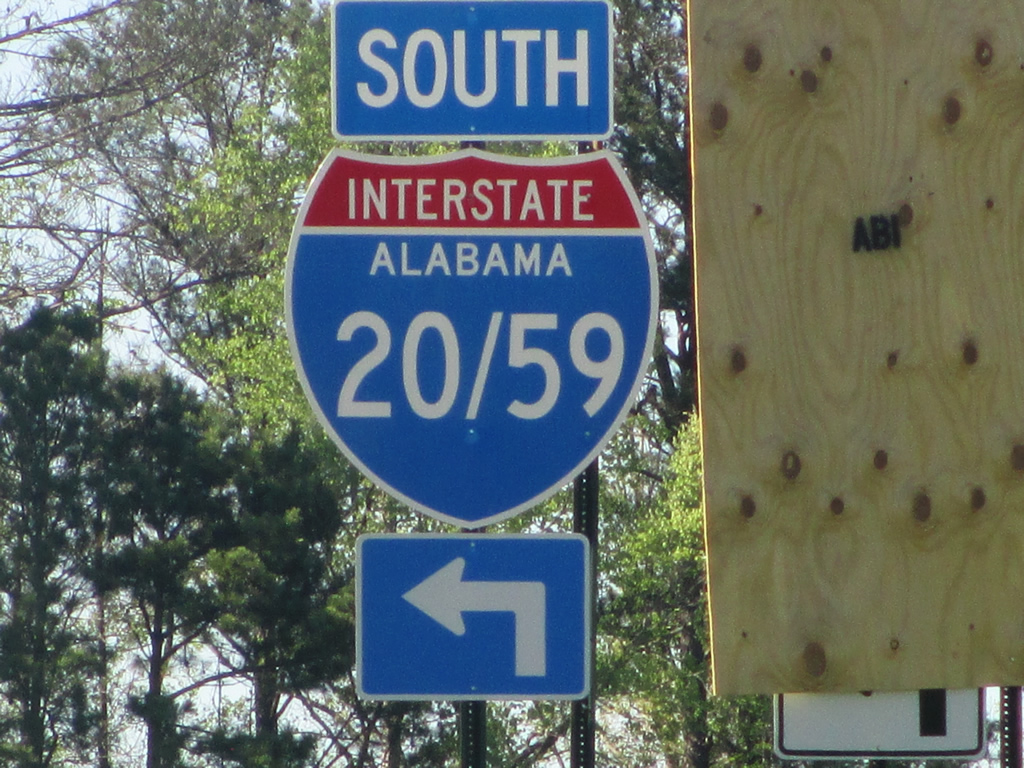 SOUTH
INTERSTATE
ALABAMA
20/59
ABI